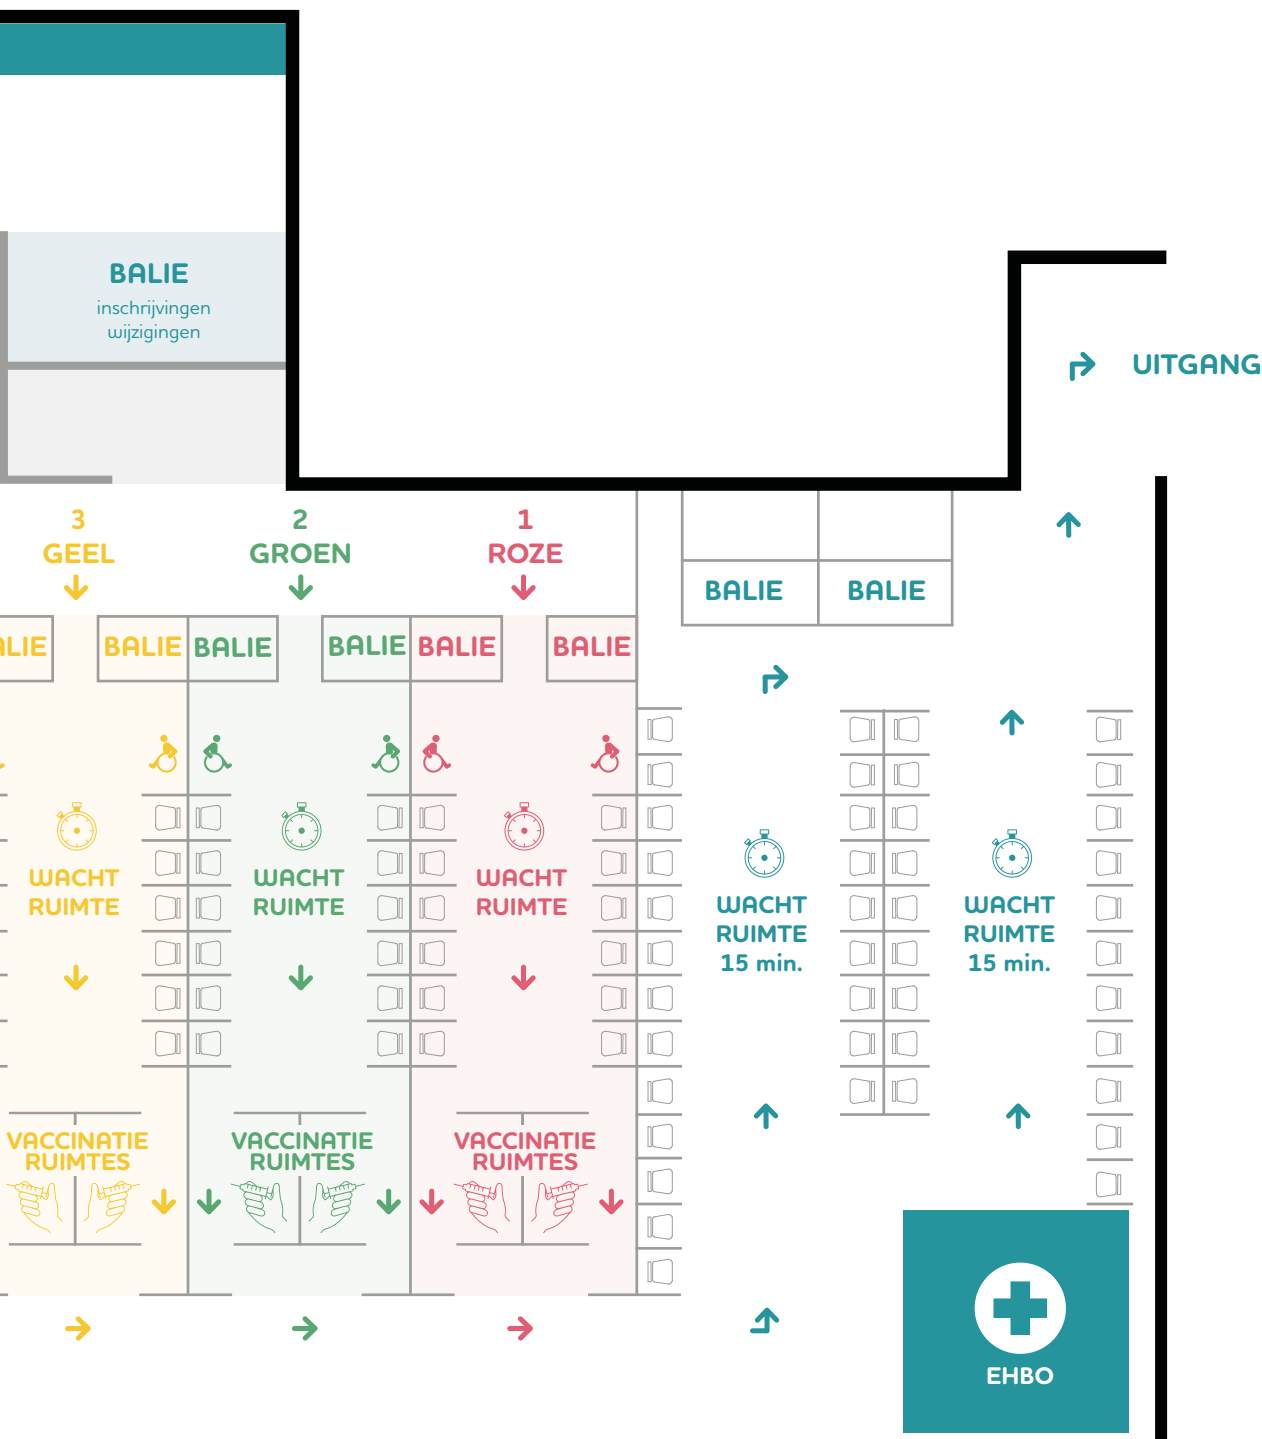 BALIE
inschrijvingen
wijzigingen
UITGANG
3
GEEL
2
GROEN
1
ROZE
BALIE
BALIE
ALIE
BALIE
BALIE
BALIE
BALIE
BALIE
WACHT
RUIMTE
WACHT
RUIMTE
WACHT
RUIMTE
WACHT
RUIMTE
15 min.
WACHT
RUIMTE
15 min.
VACCINATIE
RUIMTES
VACCINATIE
RUIMTES
VACCINATIE
RUIMTES
EHBO